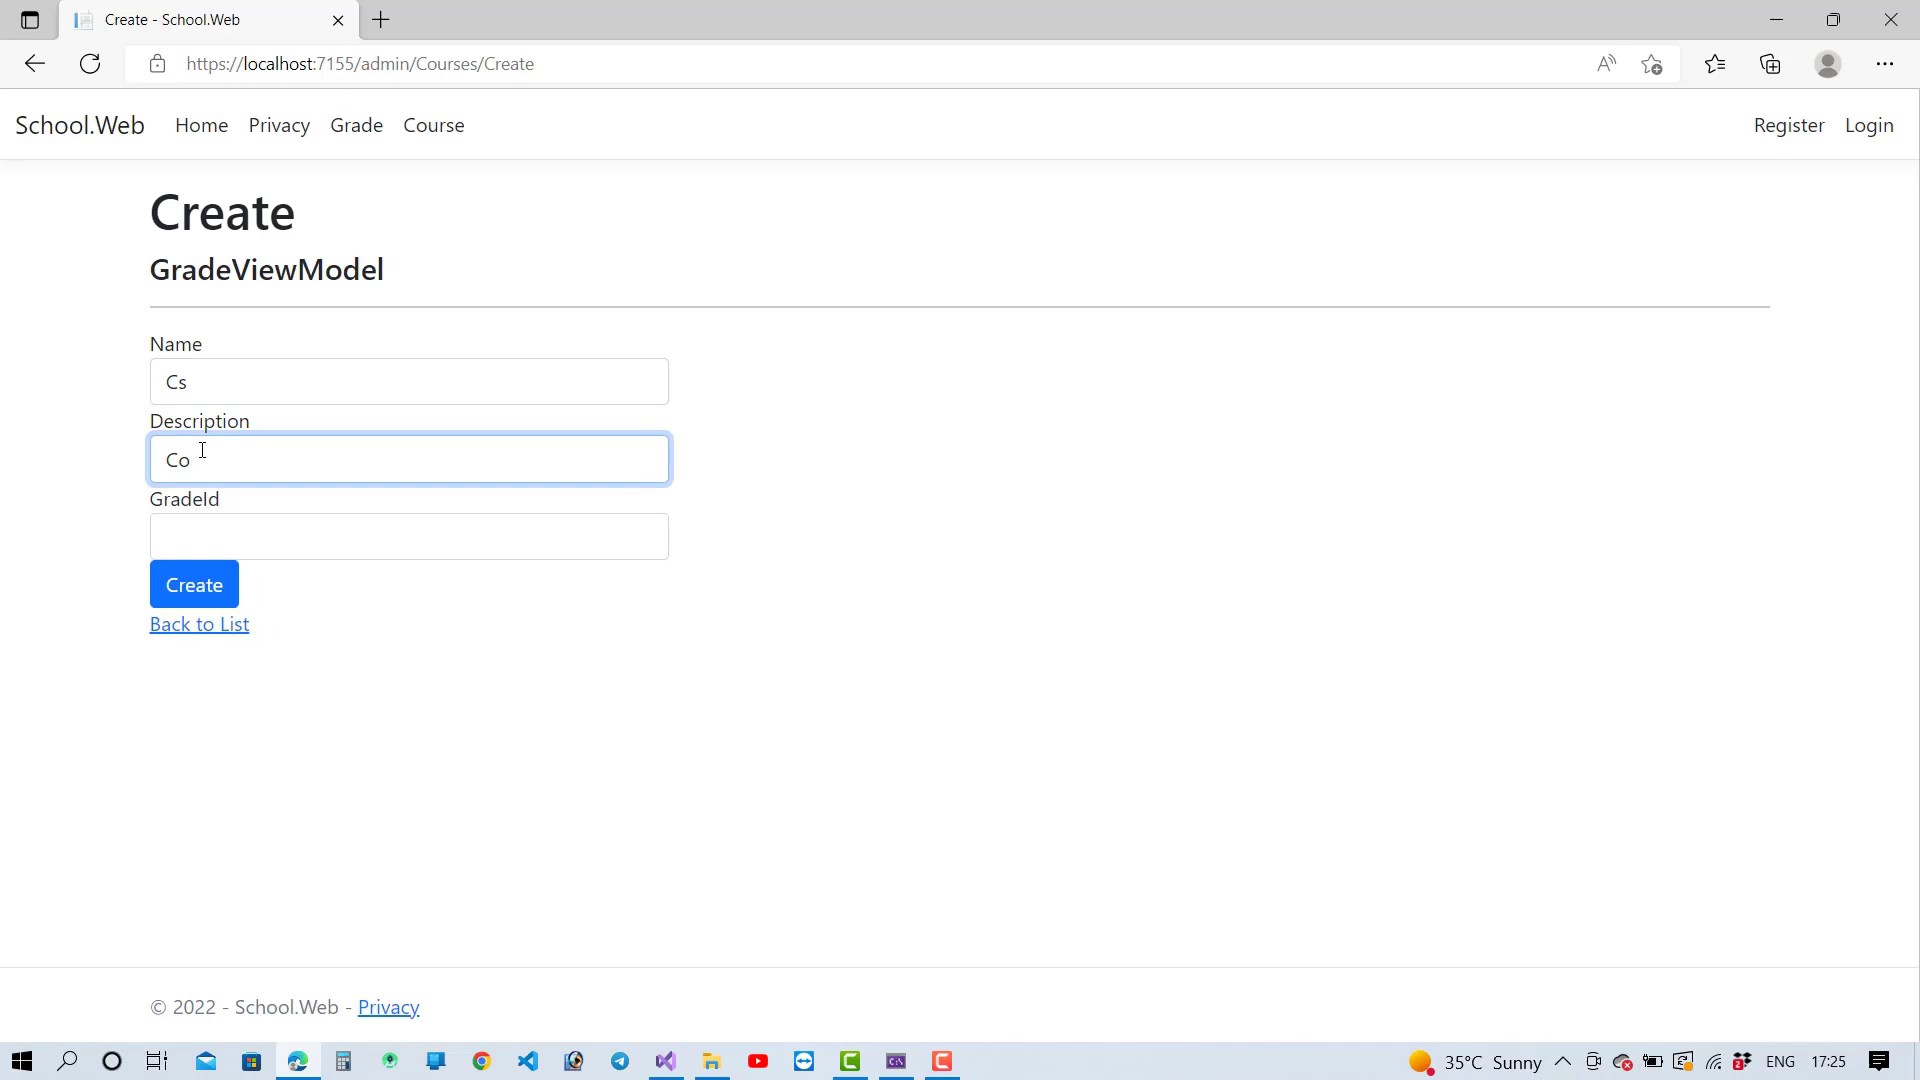 Create - School.Web
https://localhost:7155/admin/Courses/Create
School.Web Home Privacy Grade Course Register Login
Create
GradeViewModel
Name
Cs
Description
Co
GradeId
Create
Back to List
© 2022 - School.Web - Privacy
35°C Sunny ENG 17:25